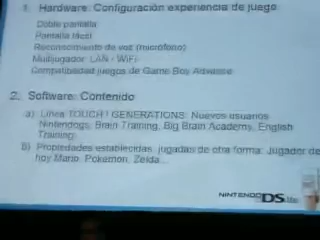 1. Hardware: Configuración experiencia de juego
Doble pantalla
Pantalla táctil
Reconocimiento de voz (micrófono)
Multijugador: LAN - WiFi
Compatibilidad juegos de Game Boy Advance
2. Software: Contenido
a) Línea TOUCH! GENERATIONS: Nuevos usuarios
Nintendogs, Brain Training, Big Brain Academy, English
Training...
b) Propiedades establecidas, jugadas de otra forma: Jugador de
hoy Mario, Pokemon, Zelda...
NINTENDO DS